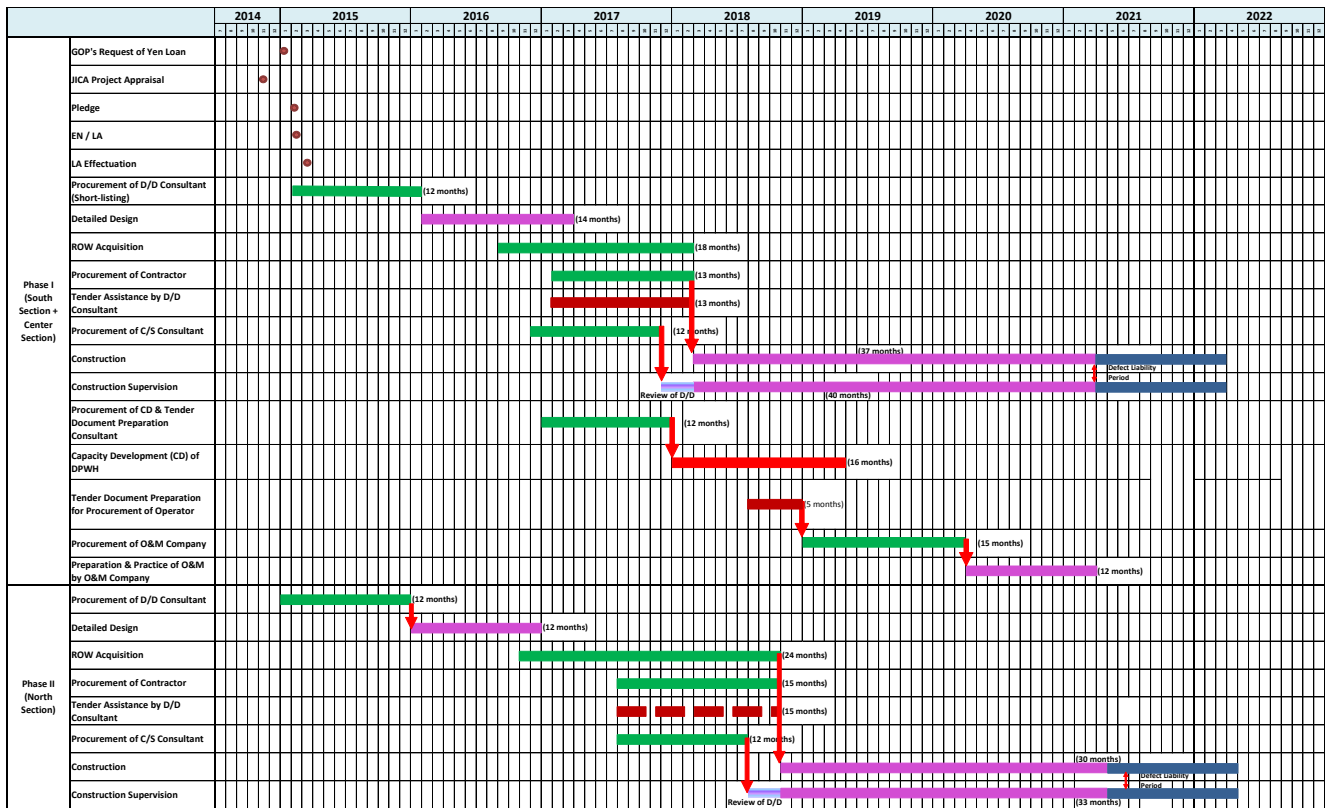 2014 2015 2016 2017 2018 2019 2020 2021 2022
Phase I
(South
Section +
Center
Section)
GOP's Request of Yen Loan
JICA Project Appraisal
Pledge
EN / LA
LA Effectuation
Procurement of D/D Consultant
(Short-listing)
(12 months)
Detailed Design
(14 months)
ROW Acquisition
(18 months)
Procurement of Contractor
(13 months)
Tender Assistance by D/D
Consultant
(13 months)
Procurement of C/S Consultant
(12 months)
Construction
(37 months)
Defect Liability
Period
Construction Supervision
Review of D/D
(40 months)
Procurement of CD & Tender
Document Preparation
Consultant
(12 months)
Capacity Development (CD) of
DPWH
(16 months)
Tender Document Preparation
for Procurement of Operator
(5 months)
Procurement of O&M Company
(15 months)
Preparation & Practice of O&M
by O&M Company
(12 months)
Phase II
(North
Section)
Procurement of D/D Consultant
(12 months)
Detailed Design
(12 months)
ROW Acquisition
(24 months)
Procurement of Contractor
(15 months)
Tender Assistance by D/D
Consultant
(15 months)
Procurement of C/S Consultant
(12 months)
Construction
(30 months)
Defect Liability
Period
Construction Supervision
Review of D/D
(33 months)